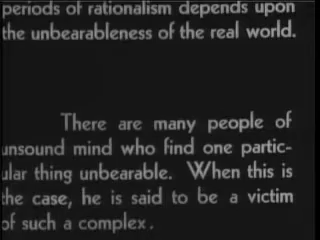 periods of rationalism depends upon
the unbearableness of the real world.
There are many people of
unsound mind who find one partic-
ular thing unbearable. When this is
the case, he is said to be a victim
of such a complex.